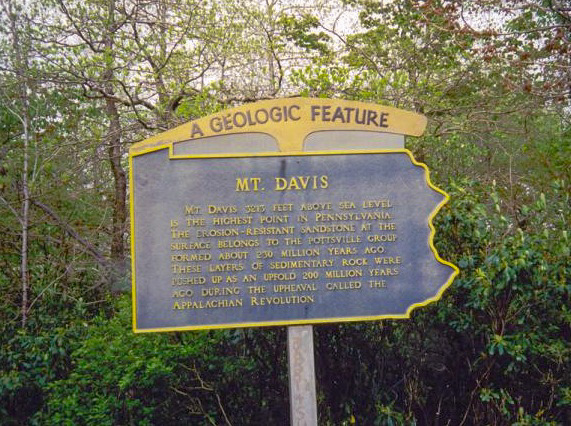 A GEOLOGIC FEATURE
MT. DAVIS
MT. DAVIS 3213 FEET ABOVE SEA LEVEL
IS THE HIGHEST POINT IN PENNSYLVANIA
THE EROSION-RESISTANT SANDSTONE AT THE
SURFACE BELONGS TO THE POTTSVILLE GROUP
FORMED ABOUT 230 MILLION YEARS AGO
THESE LAYERS OF SEDIMENTARY ROCK WERE
PUSHED UP AS AN UPFOLD 200 MILLION YEARS
AGO DURING THE UPHEAVAL CALLED THE
APPALACHIAN REVOLUTION